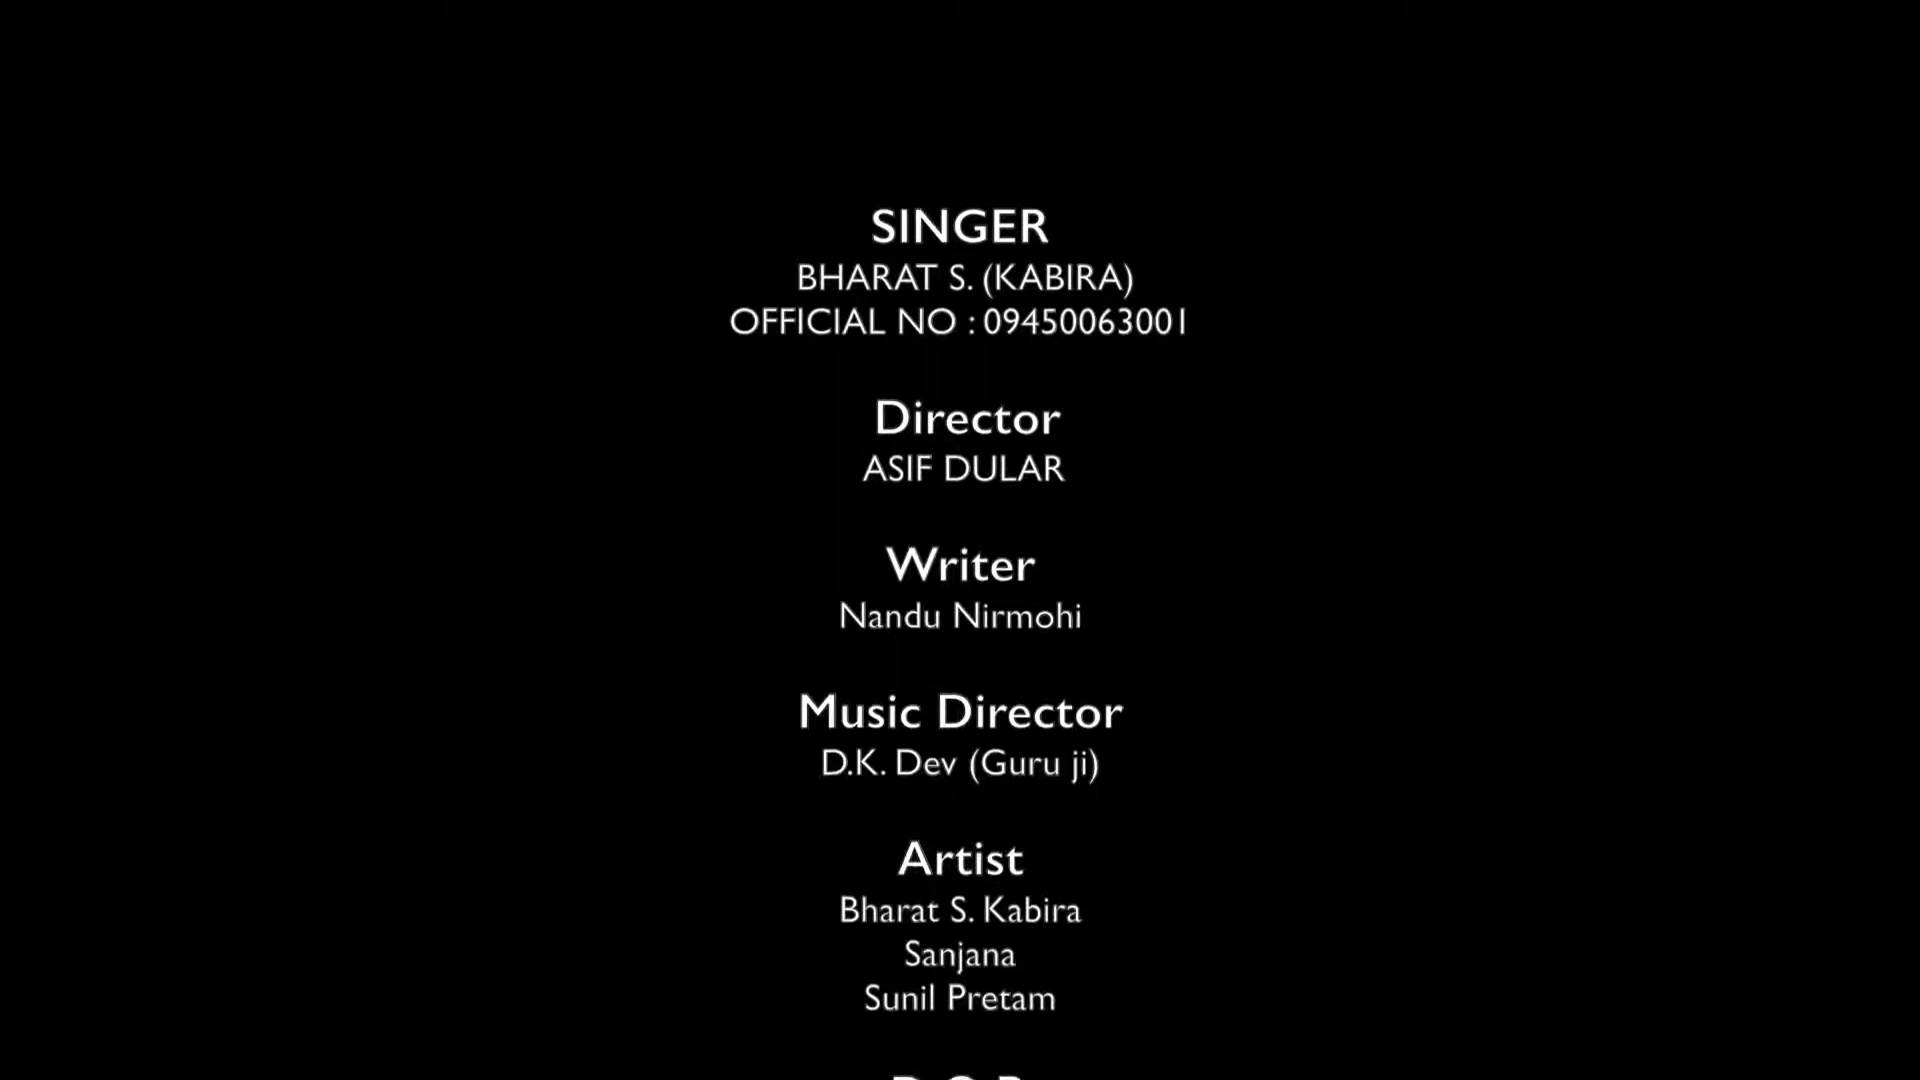 SINGER
BHARAT S. (KABIRA)
OFFICIAL NO : 09450063001
Director
ASIF DULAR
Writer
Nandu Nirmohi
Music Director
D.K. Dev (Guru ji)
Artist
Bharat S. Kabira
Sanjana
Sunil Pretam